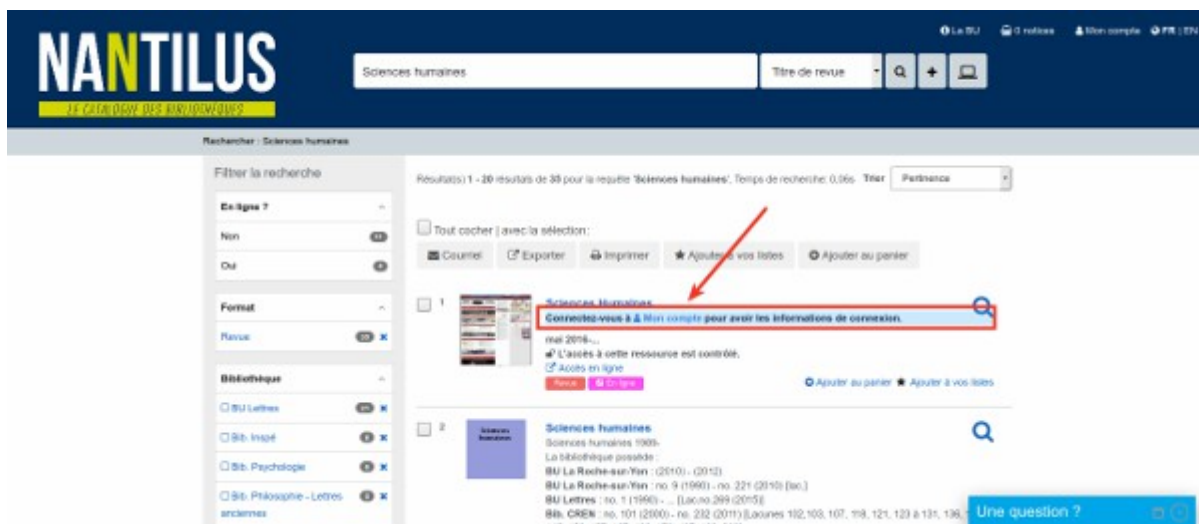 La BU 0 notices Mon compte FR | EN
NANTILUS
Sciences humaines Titre de revue
LE CATALOGUE DES BIBLIOTHÈQUES
Rechercher : Sciences humaines
Filtrer la recherche
Résultat(s) 1 - 20 résultats de 35 pour la requête 'Sciences humaines', Temps de recherche: 0,06s Trier Pertinence
En ligne ?
Non
Oui
Tout cocher | avec la sélection :
Courriel Exporter Imprimer Ajouter à vos listes Ajouter au panier
Format
Revue
Bibliothèque
BU Lettres
Bib. Inspé
Bib. Psychologie
Bib. Philosophie - Lettres
anciennes
1
Sciences Humaines
Connectez-vous à Mon compte pour avoir les informations de connexion.
mai 2016-...
L'accès à cette ressource est contrôlé.
Accès en ligne
Revue En ligne
Ajouter au panier Ajouter à vos listes
2
Sciences
humaines
Sciences humaines
Sciences humaines 1989-
La bibliothèque possède :
BU La Roche-sur-Yon : (2010) - (2012)
BU La Roche-sur-Yon : no. 9 (1990) - no. 221 (2010) [lac.]
BU Lettres : no. 1 (1990) - ... [Lac.no.269 (2015)]
Bib. CREN : no. 101 (2000) - no. 232 (2011) [Lacunes 102, 103, 107, 118, 121, 123 à 131, 136,
Une question ?